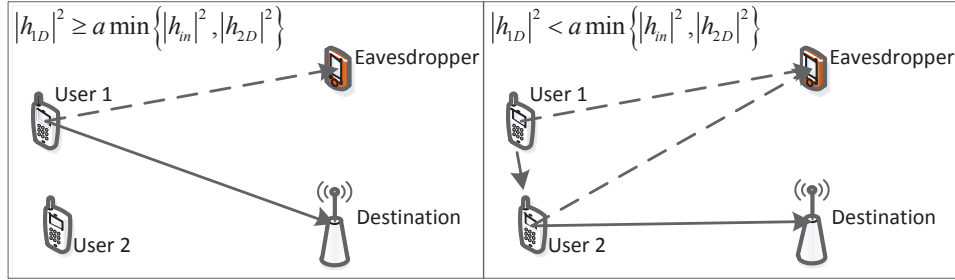 |h_{1D}|^2 ≥ a min{|h_{in}|^2, |h_{2D}|^2}
Eavesdropper
User 1
Destination
User 2
|h_{1D}|^2 < a min{|h_{in}|^2, |h_{2D}|^2}
Eavesdropper
User 1
Destination
User 2